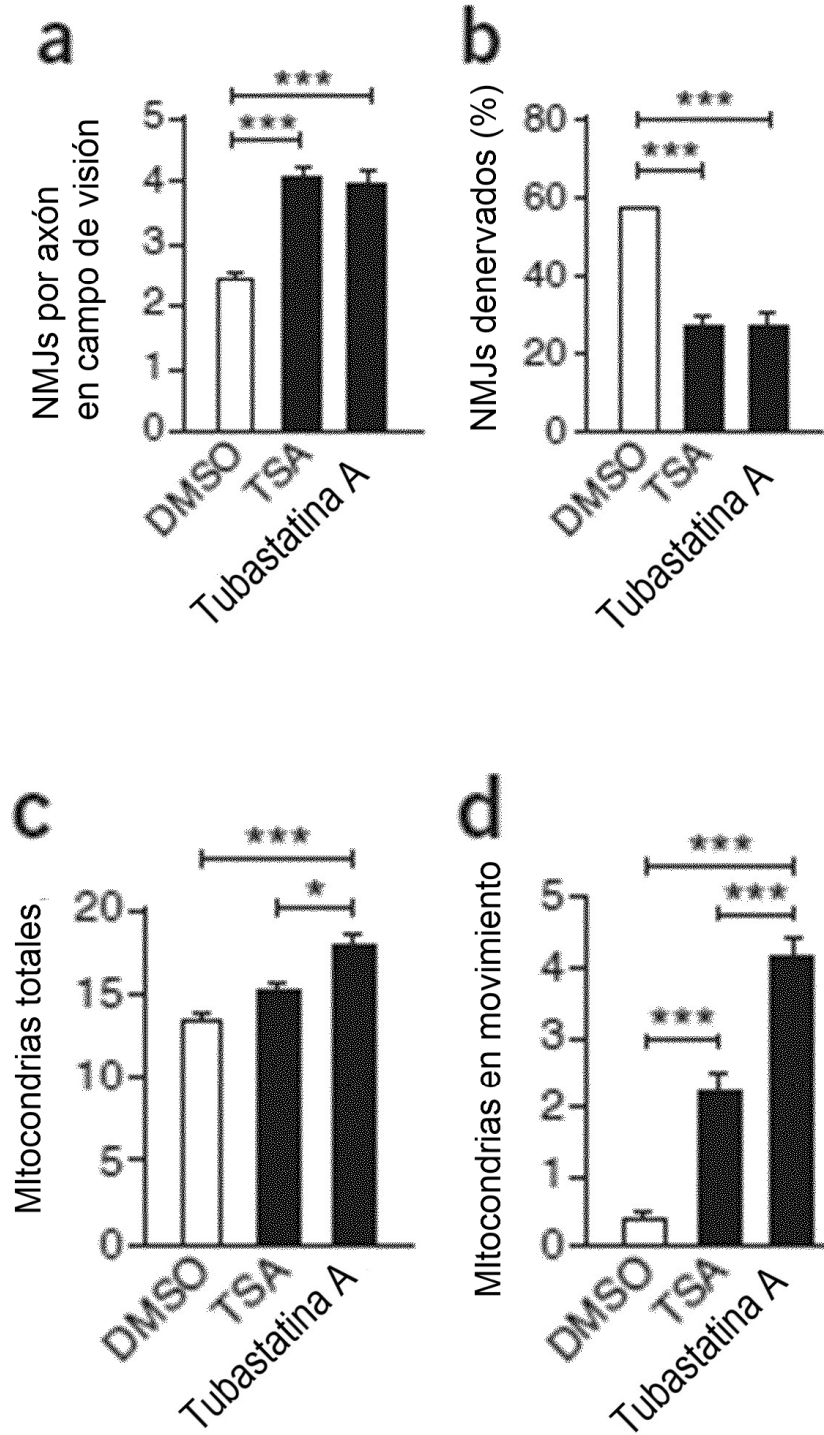 a
NMJs por axón
en campo de visión
***
***
5
4
3
2
1
0
DMSO
TSA
Tubastatina A
b
NMJs denervados (%)
***
***
80
60
40
20
0
DMSO
TSA
Tubastatina A
c
MItocondrias totales
***
*
20
15
10
5
0
DMSO
TSA
Tubastatina A
d
MItocondrias en movimiento
***
***
***
5
4
3
2
1
0
DMSO
TSA
Tubastatina A